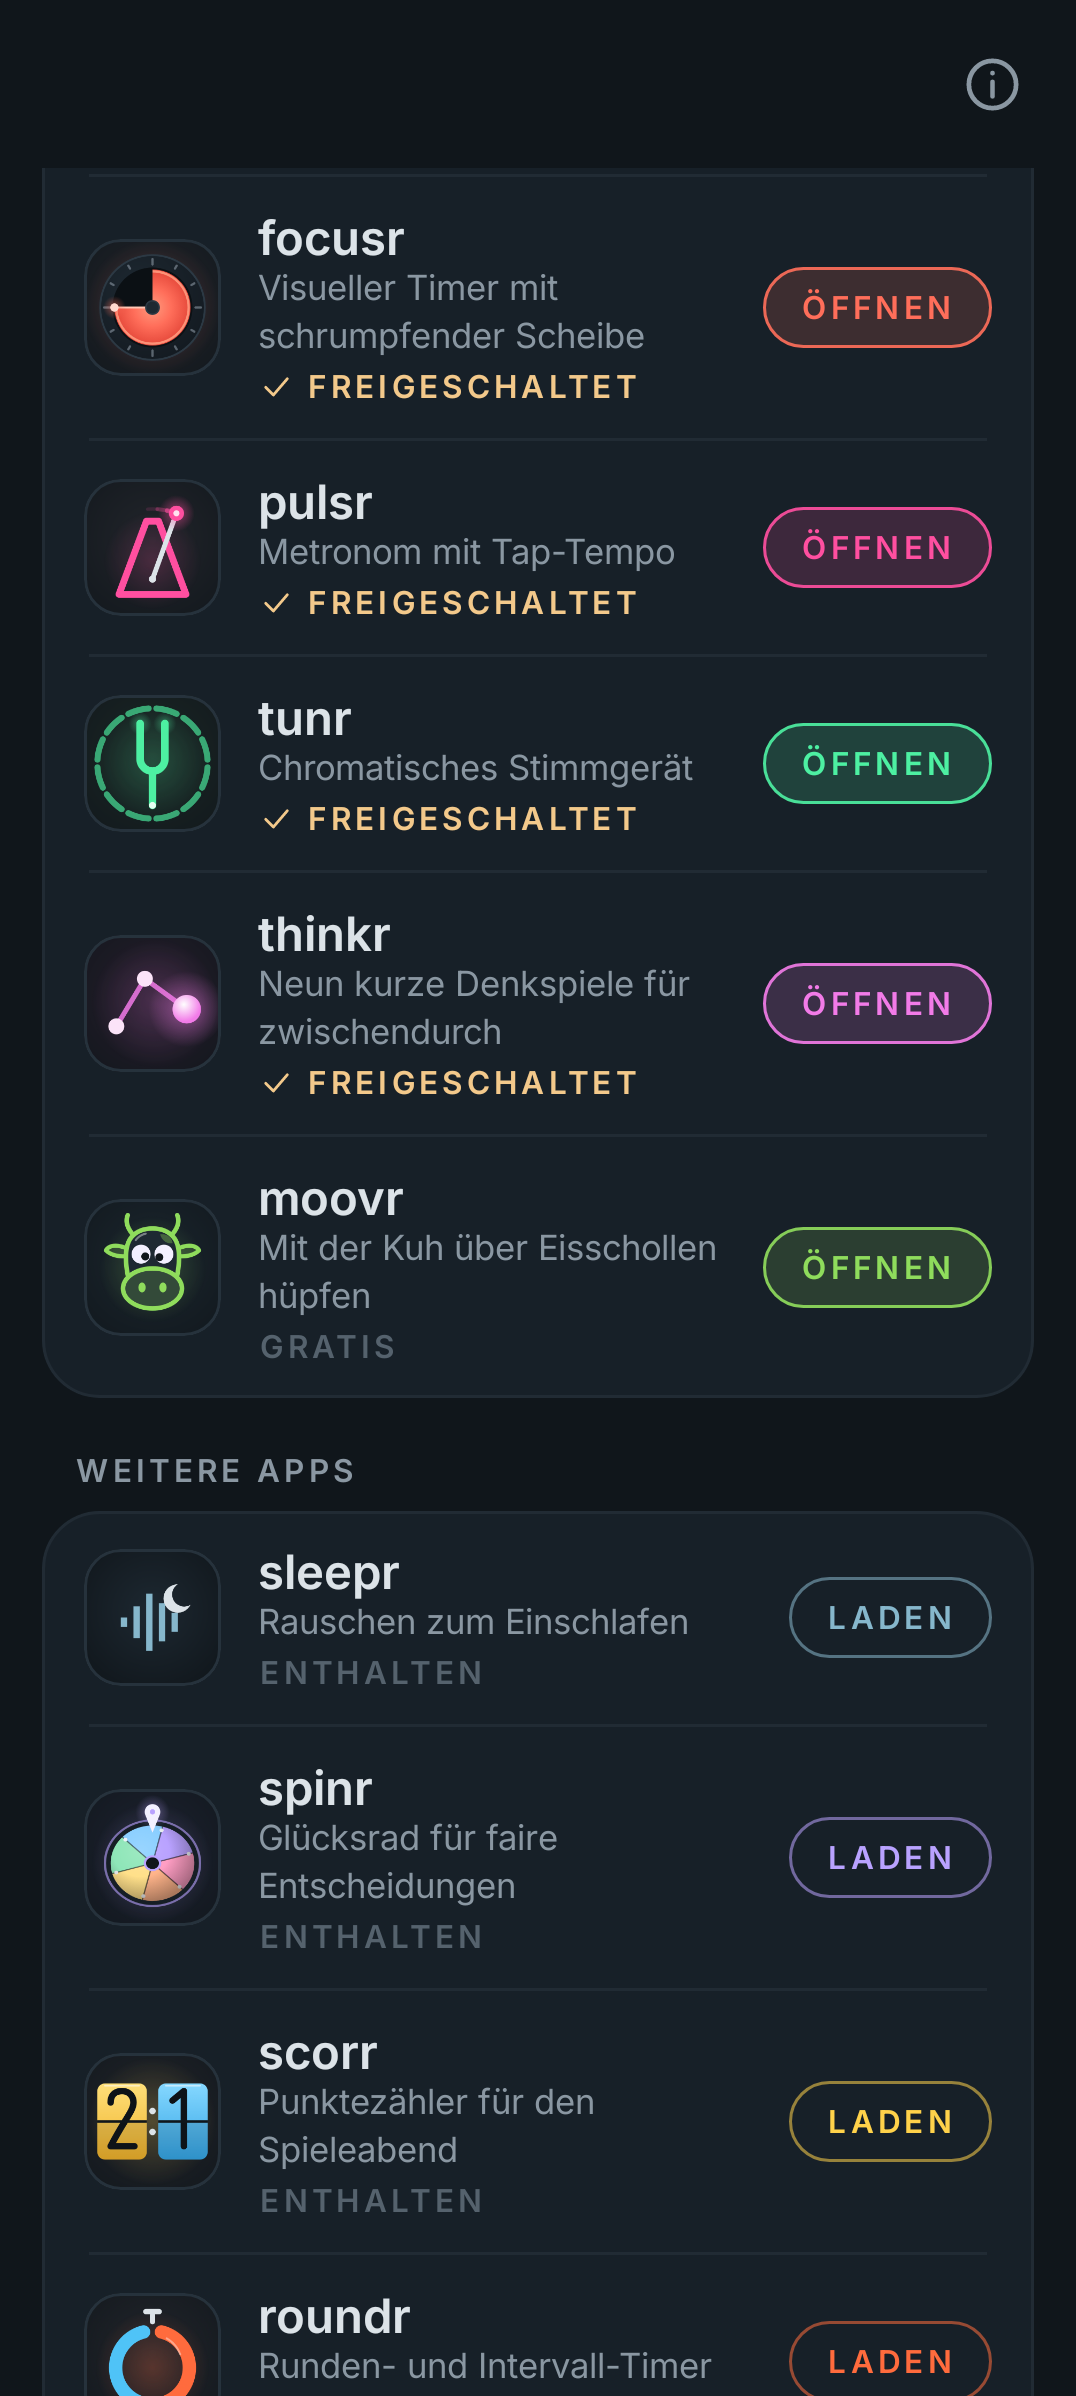 focusr
Visueller Timer mit
schrumpfender Scheibe
✓ FREIGESCHALTET
ÖFFNEN
pulsr
Metronom mit Tap-Tempo
✓ FREIGESCHALTET
ÖFFNEN
tunr
Chromatisches Stimmgerät
✓ FREIGESCHALTET
ÖFFNEN
thinkr
Neun kurze Denkspiele für
zwischendurch
✓ FREIGESCHALTET
ÖFFNEN
moovr
Mit der Kuh über Eisschollen
hüpfen
GRATIS
ÖFFNEN
WEITERE APPS
sleepr
Rauschen zum Einschlafen
ENTHALTEN
LADEN
spinr
Glücksrad für faire
Entscheidungen
ENTHALTEN
LADEN
2:1
scorr
Punktezähler für den
Spieleabend
ENTHALTEN
LADEN
roundr
Runden- und Intervall-Timer
LADEN